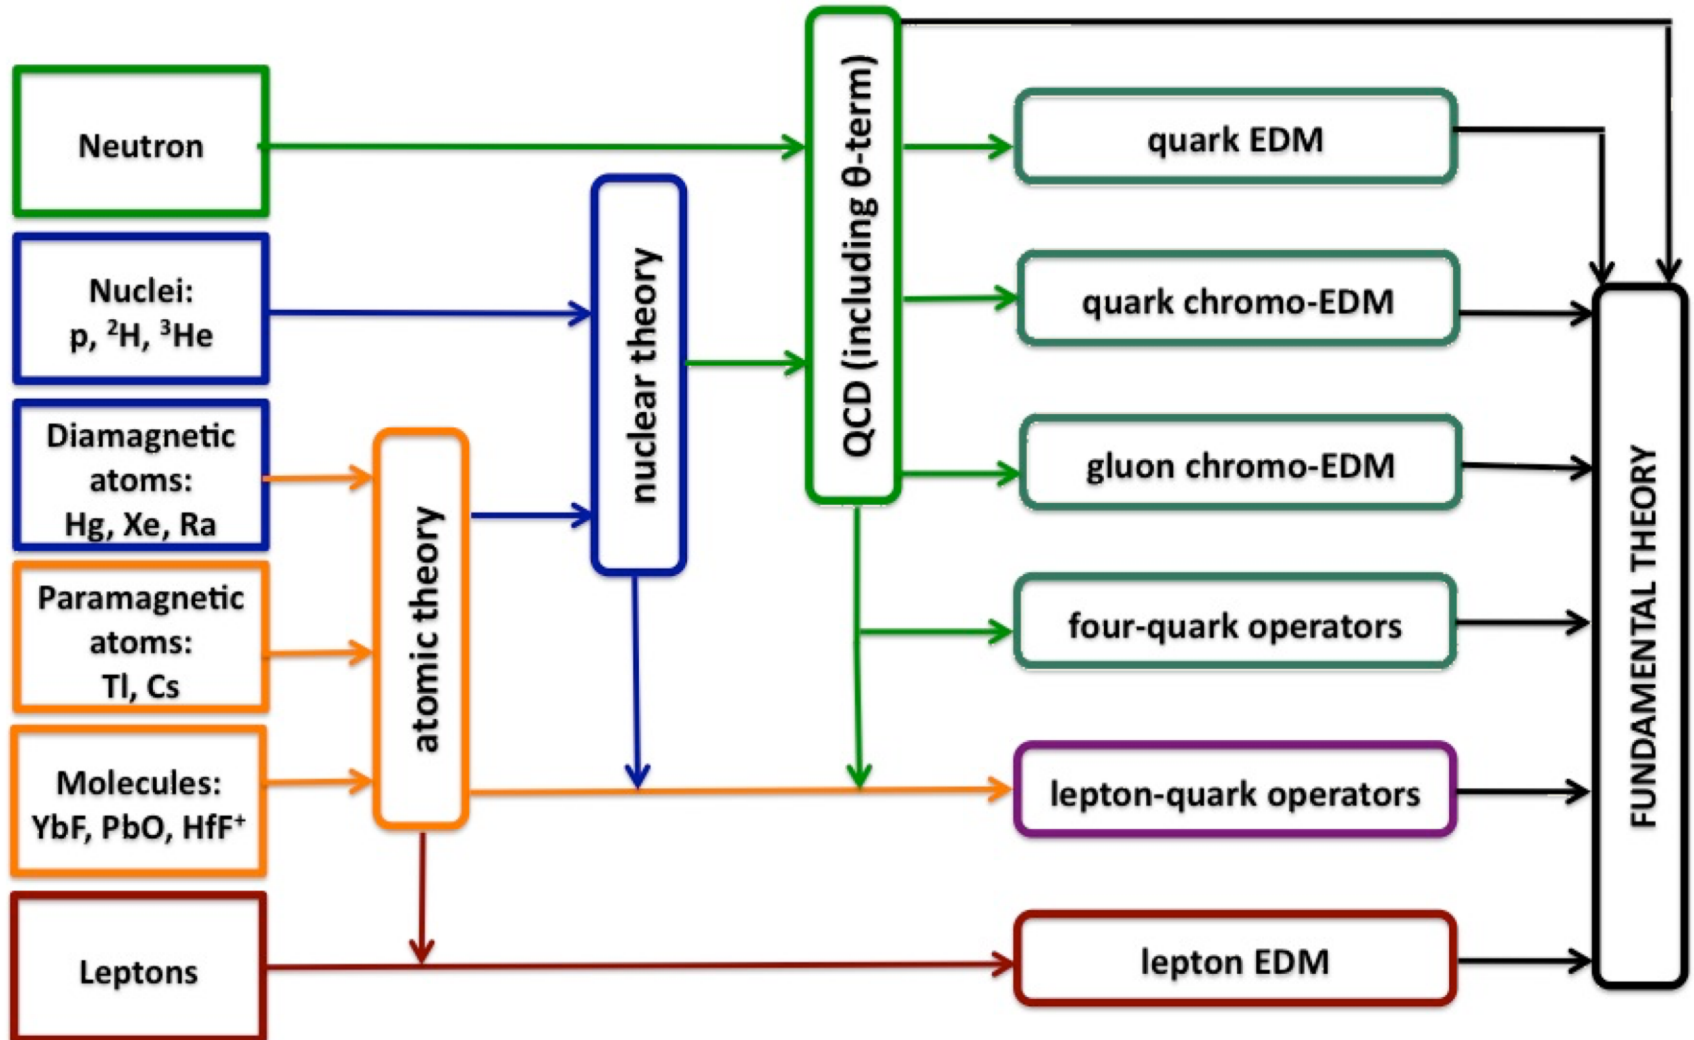 Neutron
Nuclei:
p, ²H, ³He
Diamagnetic
atoms:
Hg, Xe, Ra
Paramagnetic
atoms:
Tl, Cs
Molecules:
YbF, PbO, HfF⁺
Leptons
atomic theory
nuclear theory
QCD (including θ-term)
quark EDM
quark chromo-EDM
gluon chromo-EDM
four-quark operators
lepton-quark operators
lepton EDM
FUNDAMENTAL THEORY